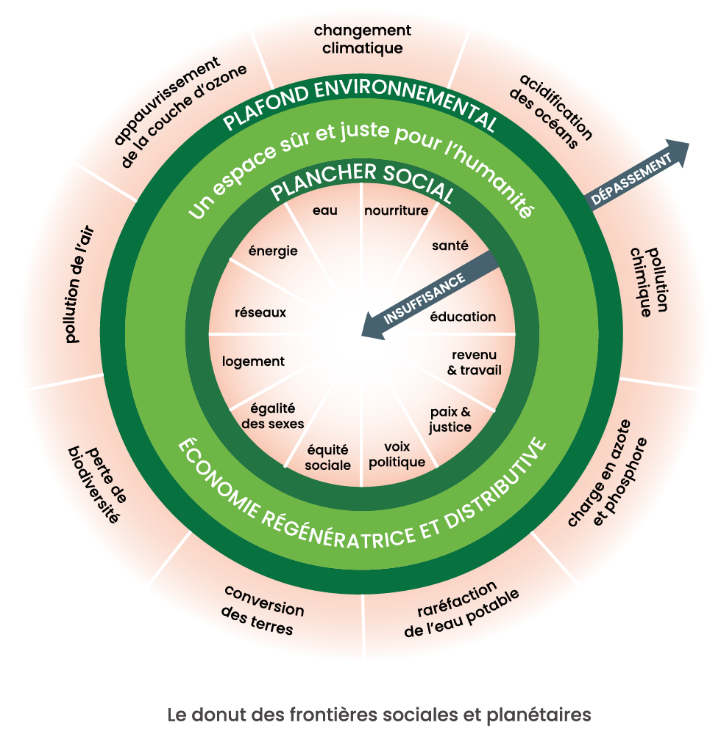 changement
climatique
acidification
des océans
DÉPASSEMENT
pollution
chimique
charge en azote
et phosphore
raréfaction
de l'eau potable
conversion
des terres
perte de
biodiversité
pollution de l'air
appauvrissement
de la couche d'ozone
PLAFOND ENVIRONNEMENTAL
Un espace sûr et juste pour l'humanité
PLANCHER SOCIAL
eau
nourriture
santé
INSUFFISANCE
éducation
revenu
& travail
paix &
justice
voix
politique
équité
sociale
égalité
des sexes
logement
réseaux
énergie
ÉCONOMIE RÉGÉNÉRATRICE ET DISTRIBUTIVE
Le donut des frontières sociales et planétaires